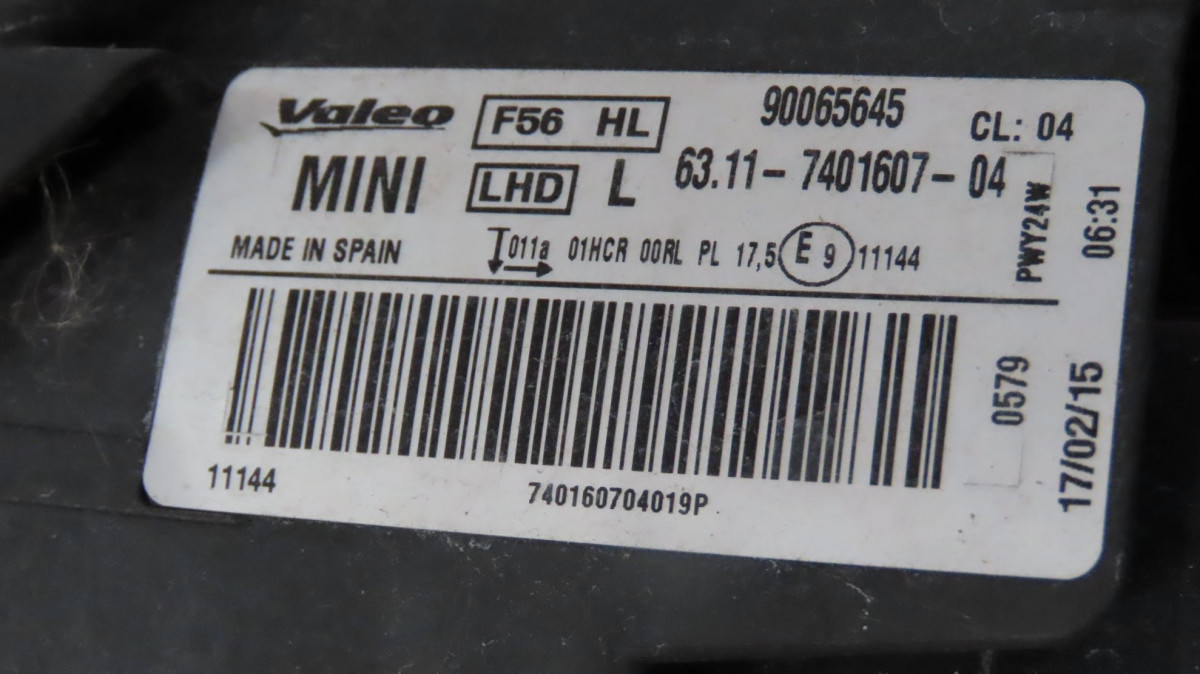 Valeo F56 HL 90065645 CL: 04
MINI LHD L 63.11- 7401607- 04
MADE IN SPAIN 011a 01HCR 00RL PL 17,5 E 9 11144
PWY24W
06:31
0579
17/02/15
11144
740160704019P